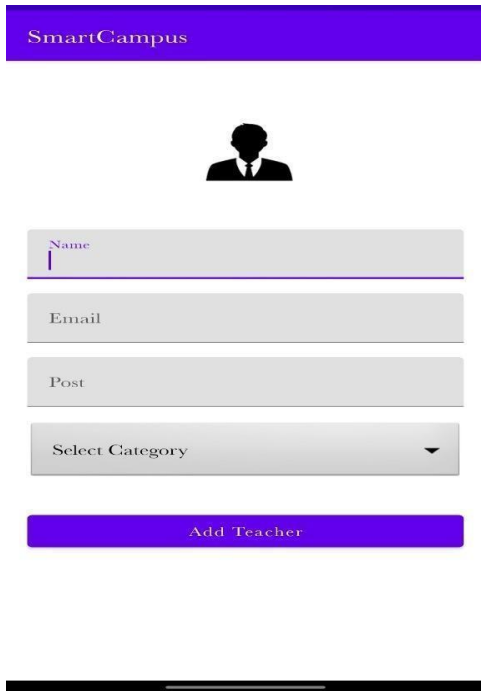 SmartCampus
Name
Email
Post
Select Category
Add Teacher